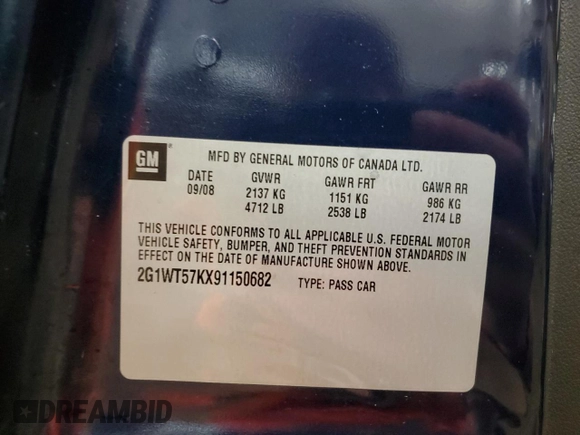 GM
MFD BY GENERAL MOTORS OF CANADA LTD.
DATE GVWR GAWR FRT GAWR RR
09/08 2137 KG 1151 KG 986 KG
4712 LB 2538 LB 2174 LB
THIS VEHICLE CONFORMS TO ALL APPLICABLE U.S. FEDERAL MOTOR
VEHICLE SAFETY, BUMPER, AND THEFT PREVENTION STANDARDS IN
EFFECT ON THE DATE OF MANUFACTURE SHOWN ABOVE.
2G1WT57KX91150682 TYPE: PASS CAR
DREAMBID